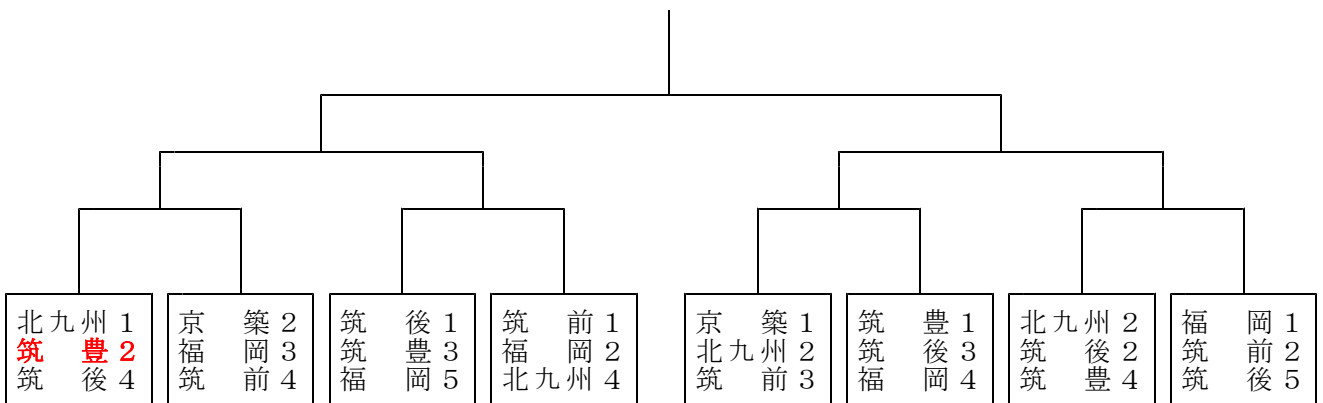 北九州1
筑豊2
筑後4
京築2
福岡3
筑前4
筑後1
筑豊3
福岡5
筑前1
福岡2
北九州4
京築1
北九州2
筑前3
筑豊1
筑後3
福岡4
北九州2
筑後2
筑豊4
福岡1
筑前2
筑後5